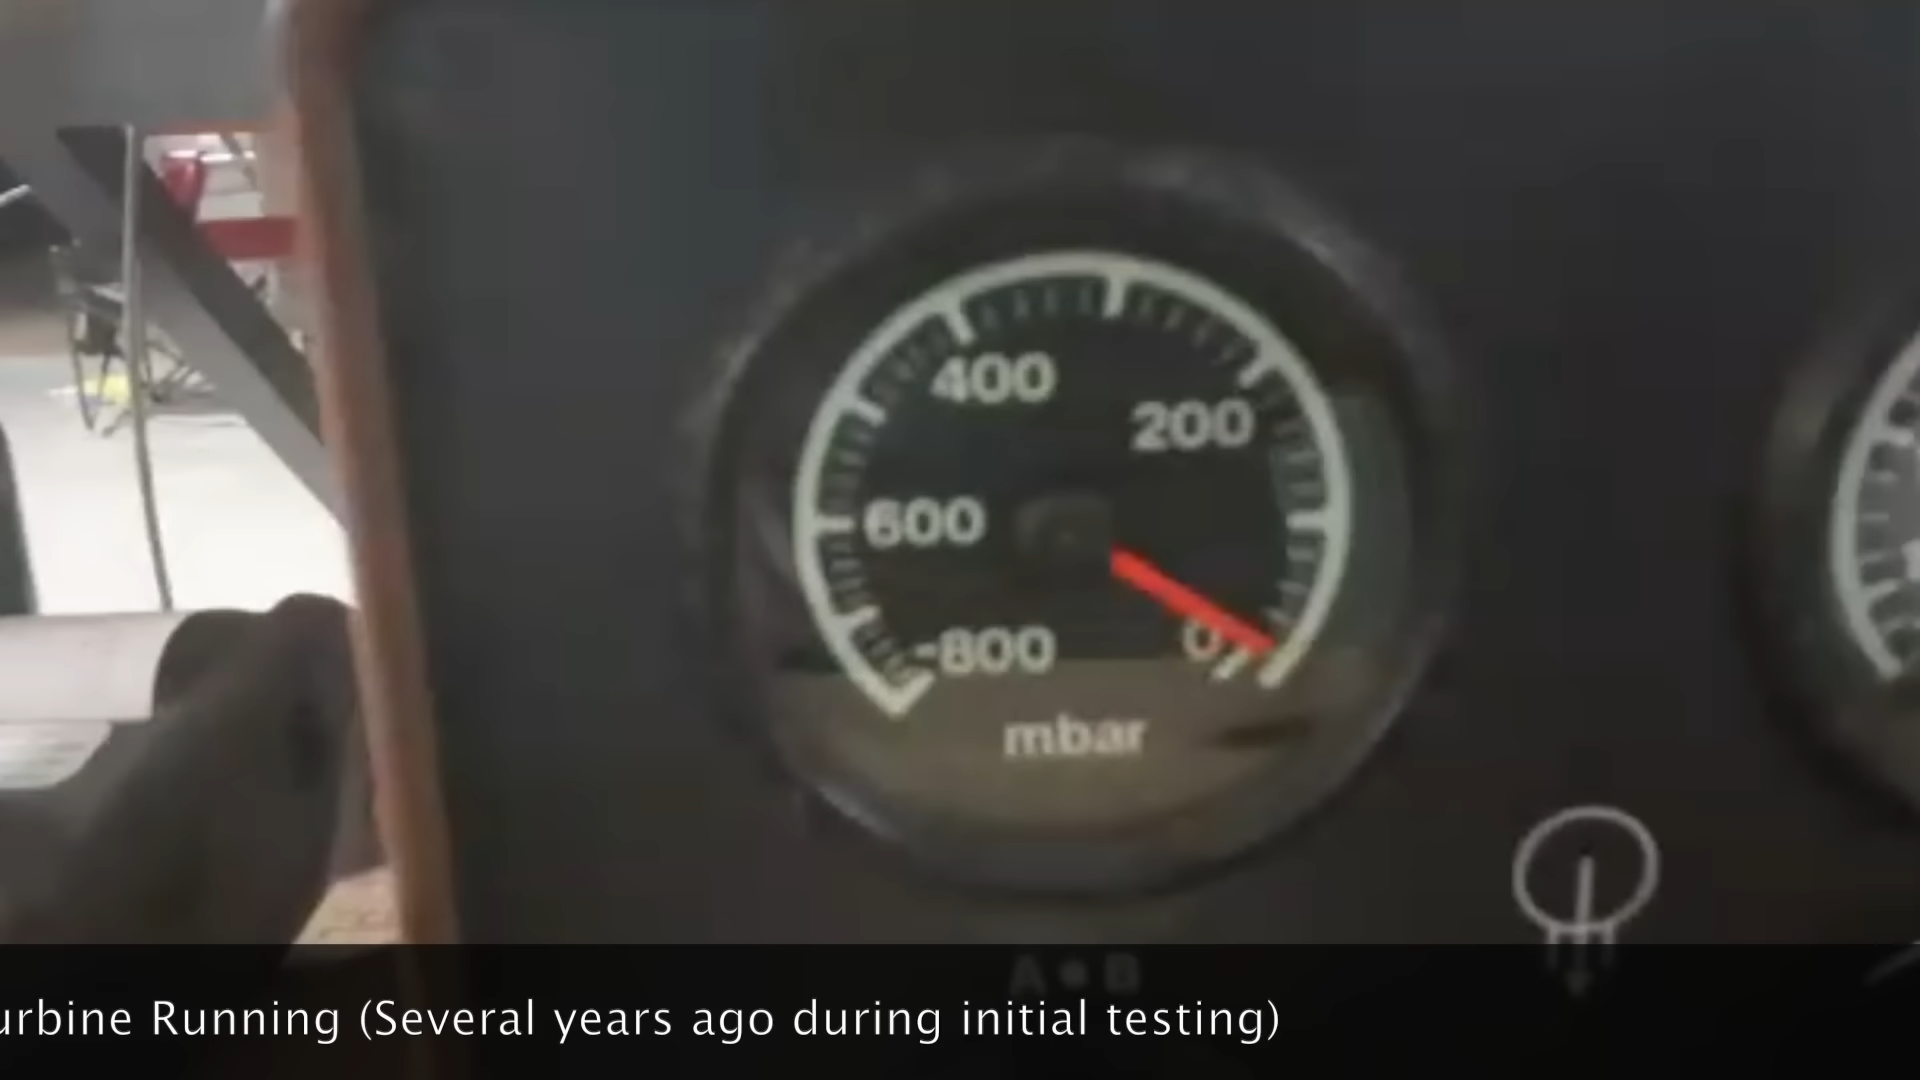 400
200
600
-800
0
mbar
A • B
urbine Running (Several years ago during initial testing)